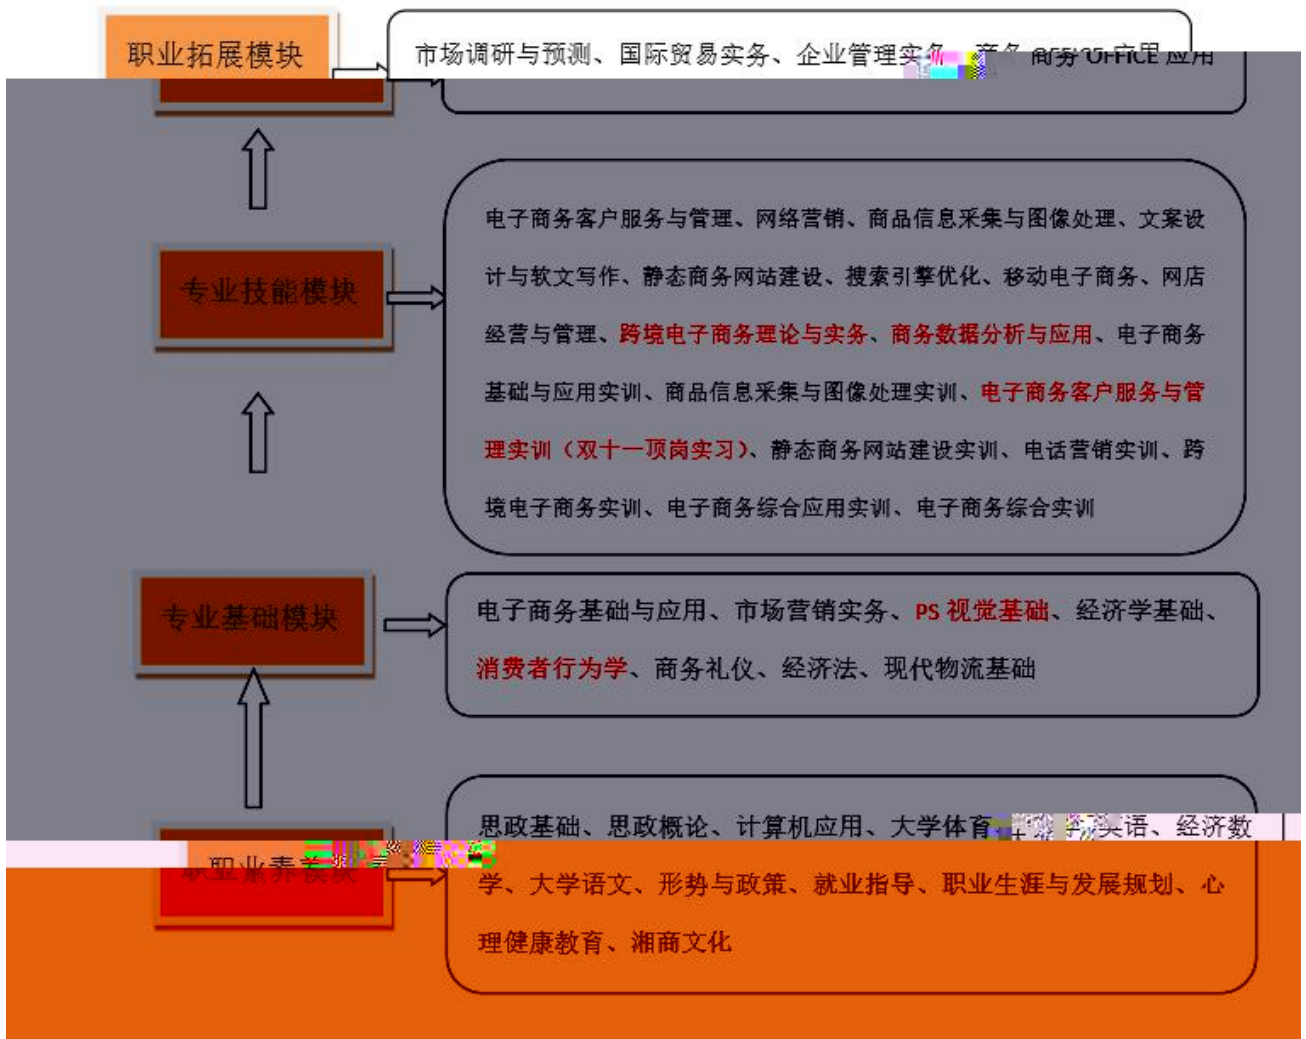 职业拓展模块
市场调研与预测、国际贸易实务、企业管理实务 商务 OFFICE 应用
专业技能模块
电子商务客户服务与管理、网络营销、商品信息采集与图像处理、文案设
计与软文写作、静态商务网站建设、搜索引擎优化、移动电子商务、网店
经营与管理、跨境电子商务理论与实务、商务数据分析与应用、电子商务
基础与应用实训、商品信息采集与图像处理实训、电子商务客户服务与管
理实训（双十一顶岗实习）、静态商务网站建设实训、电话营销实训、跨
境电子商务实训、电子商务综合应用实训、电子商务综合实训
专业基础模块
电子商务基础与应用、市场营销实务、PS 视觉基础、经济学基础、
消费者行为学、商务礼仪、经济法、现代物流基础
职业素养模块
思政基础、思政概论、计算机应用、大学体育 英语、经济数
学、大学语文、形势与政策、就业指导、职业生涯与发展规划、心
理健康教育、湘商文化